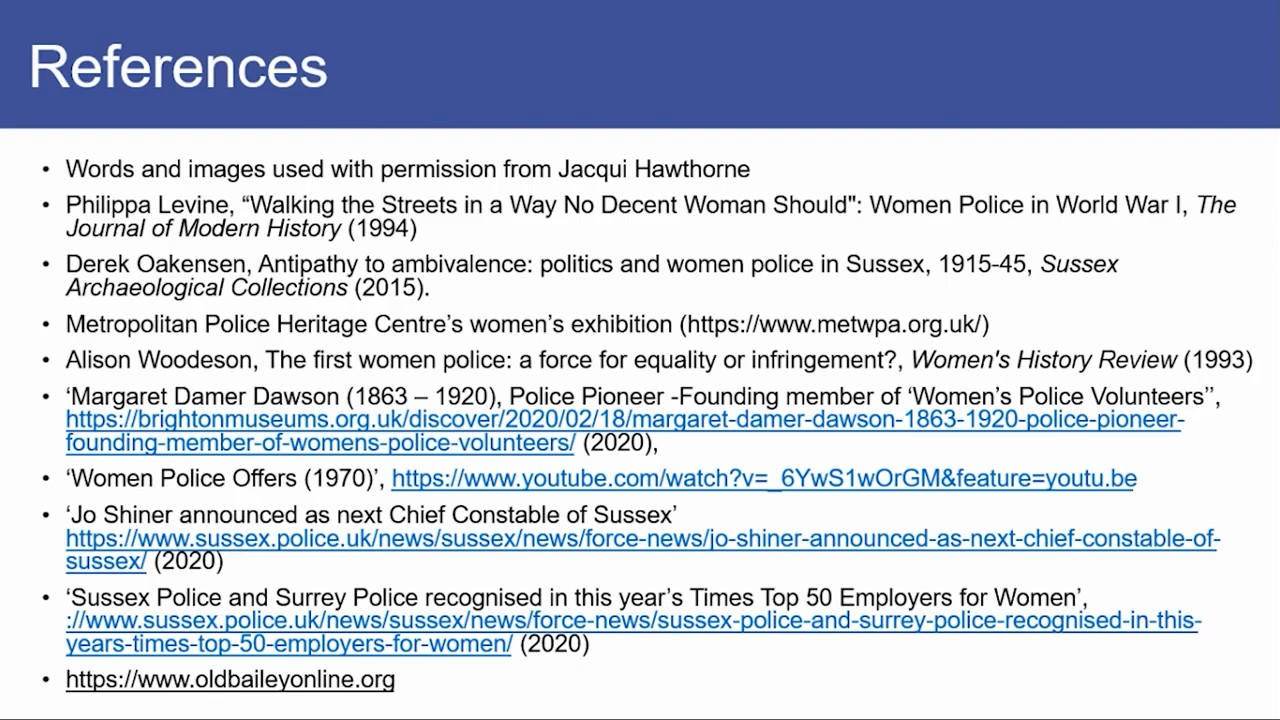 References
• Words and images used with permission from Jacqui Hawthorne
• Philippa Levine, “Walking the Streets in a Way No Decent Woman Should": Women Police in World War I, The
Journal of Modern History (1994)
• Derek Oakensen, Antipathy to ambivalence: politics and women police in Sussex, 1915-45, Sussex
Archaeological Collections (2015).
• Metropolitan Police Heritage Centre’s women’s exhibition (https://www.metwpa.org.uk/)
• Alison Woodeson, The first women police: a force for equality or infringement?, Women's History Review (1993)
• ‘Margaret Damer Dawson (1863 – 1920), Police Pioneer -Founding member of ‘Women’s Police Volunteers’’,
https://brightonmuseums.org.uk/discover/2020/02/18/margaret-damer-dawson-1863-1920-police-pioneer-
founding-member-of-womens-police-volunteers/ (2020),
• ‘Women Police Offers (1970)’, https://www.youtube.com/watch?v=_6YwS1wOrGM&feature=youtu.be
• ‘Jo Shiner announced as next Chief Constable of Sussex’
https://www.sussex.police.uk/news/sussex/news/force-news/jo-shiner-announced-as-next-chief-constable-of-
sussex/ (2020)
• ‘Sussex Police and Surrey Police recognised in this year’s Times Top 50 Employers for Women’,
://www.sussex.police.uk/news/sussex/news/force-news/sussex-police-and-surrey-police-recognised-in-this-
years-times-top-50-employers-for-women/ (2020)
• https://www.oldbaileyonline.org